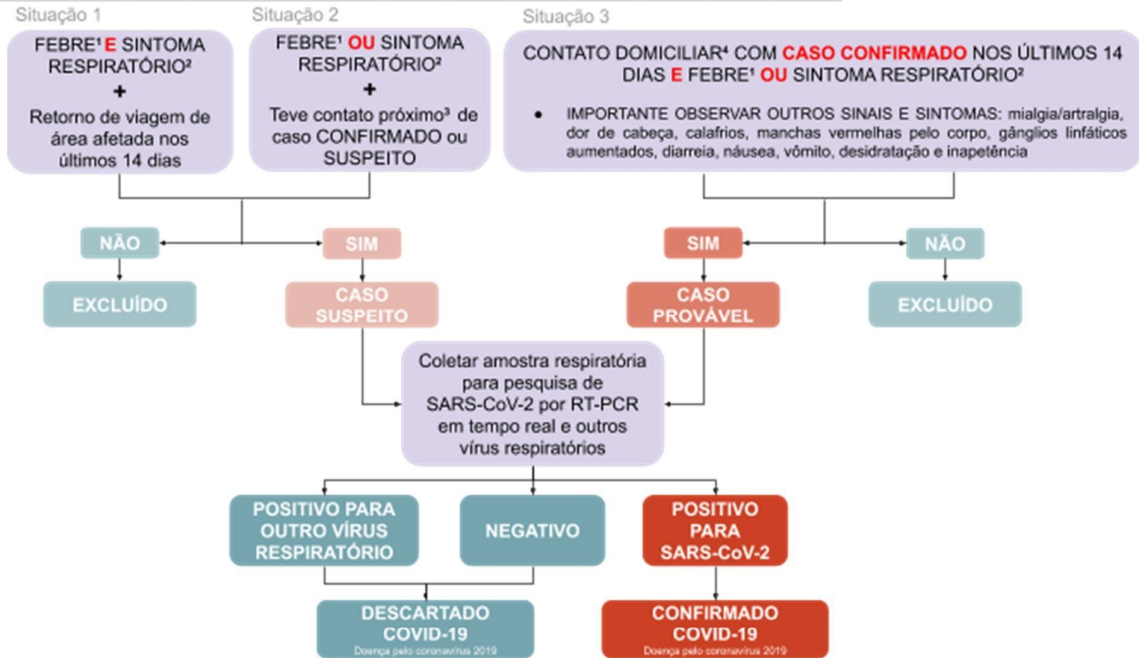 Situação 1
FEBRE¹ E SINTOMA
RESPIRATÓRIO²
+
Retorno de viagem de
área afetada nos
últimos 14 dias
Situação 2
FEBRE¹ OU SINTOMA
RESPIRATÓRIO²
+
Teve contato próximo³ de
caso CONFIRMADO ou
SUSPEITO
Situação 3
CONTATO DOMICILIAR⁴ COM CASO CONFIRMADO NOS ÚLTIMOS 14
DIAS E FEBRE¹ OU SINTOMA RESPIRATÓRIO²
• IMPORTANTE OBSERVAR OUTROS SINAIS E SINTOMAS: mialgia/artralgia,
dor de cabeça, calafrios, manchas vermelhas pelo corpo, gânglios linfáticos
aumentados, diarreia, náusea, vômito, desidratação e inapetência
NÃO
SIM
SIM
NÃO
EXCLUÍDO
CASO
SUSPEITO
CASO
PROVÁVEL
EXCLUÍDO
Coletar amostra respiratória
para pesquisa de
SARS-CoV-2 por RT-PCR
em tempo real e outros
vírus respiratórios
POSITIVO PARA
OUTRO VÍRUS
RESPIRATÓRIO
NEGATIVO
POSITIVO
PARA
SARS-CoV-2
DESCARTADO
COVID-19
Doença pelo coronavírus 2019
CONFIRMADO
COVID-19
Doença pelo coronavírus 2019